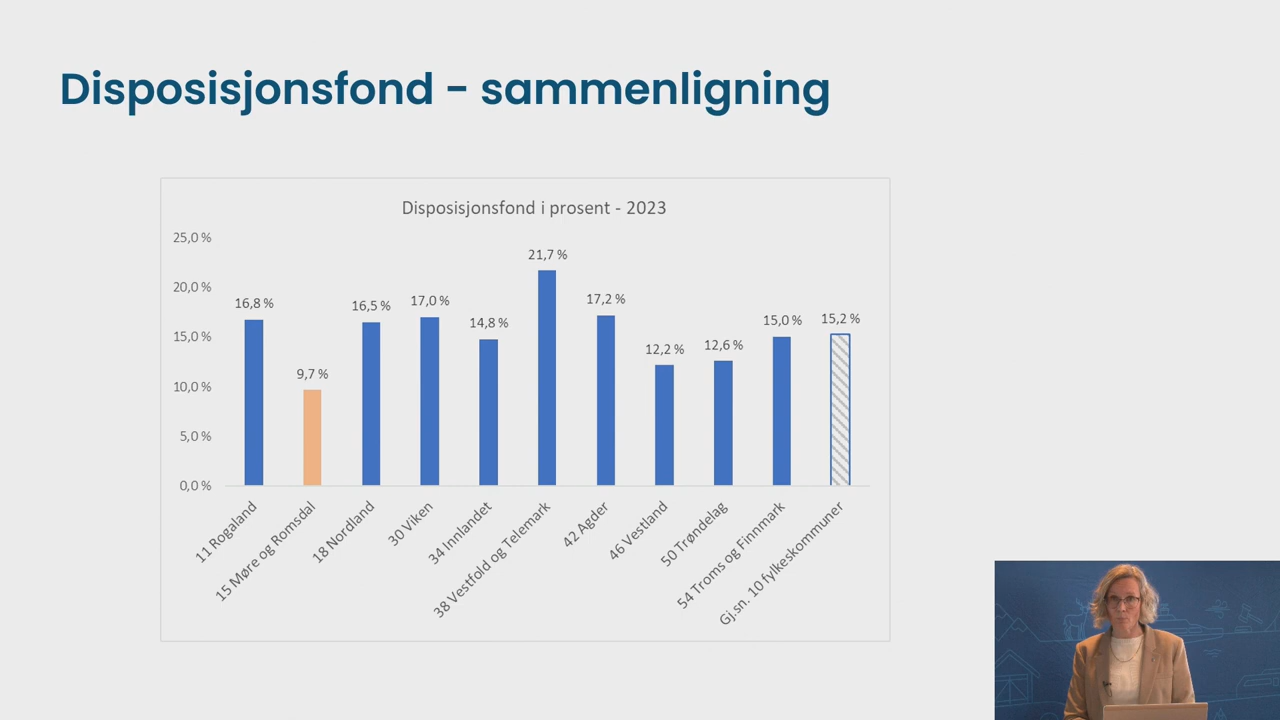 Disposisjonsfond - sammenligning
Disposisjonsfond i prosent - 2023
25,0 %
20,0 %
15,0 %
10,0 %
5,0 %
0,0 %
16,8 %
9,7 %
16,5 %
17,0 %
14,8 %
21,7 %
17,2 %
12,2 %
12,6 %
15,0 %
15,2 %
11 Rogaland
15 Møre og Romsdal
18 Nordland
30 Viken
34 Innlandet
38 Vestfold og Telemark
42 Agder
46 Vestland
50 Trøndelag
54 Troms og Finnmark
Gj.sn. 10 fylkeskommuner